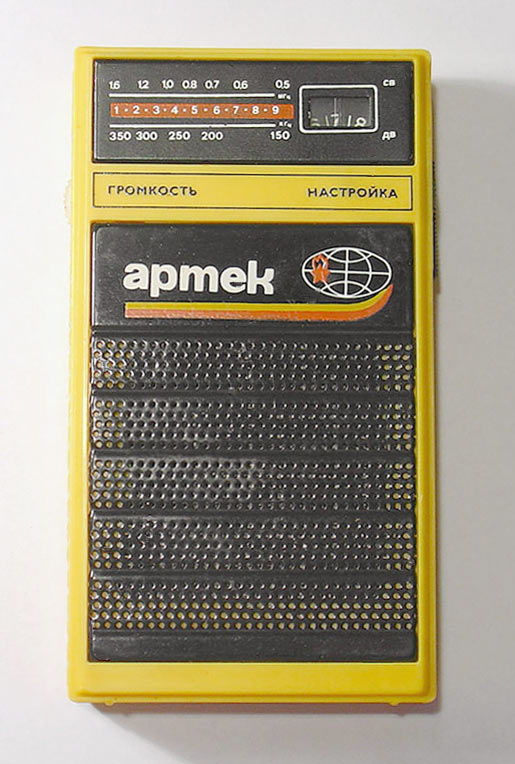 1.6 1.2 1.0 0.8 0.7 0.6 0.5
мгц
1 • 2 • 3 • 4 • 5 • 6 • 7 • 8 • 9
кгц
350 300 250 200 150
св
дв
ГРОМКОСТЬ НАСТРОЙКА
артек